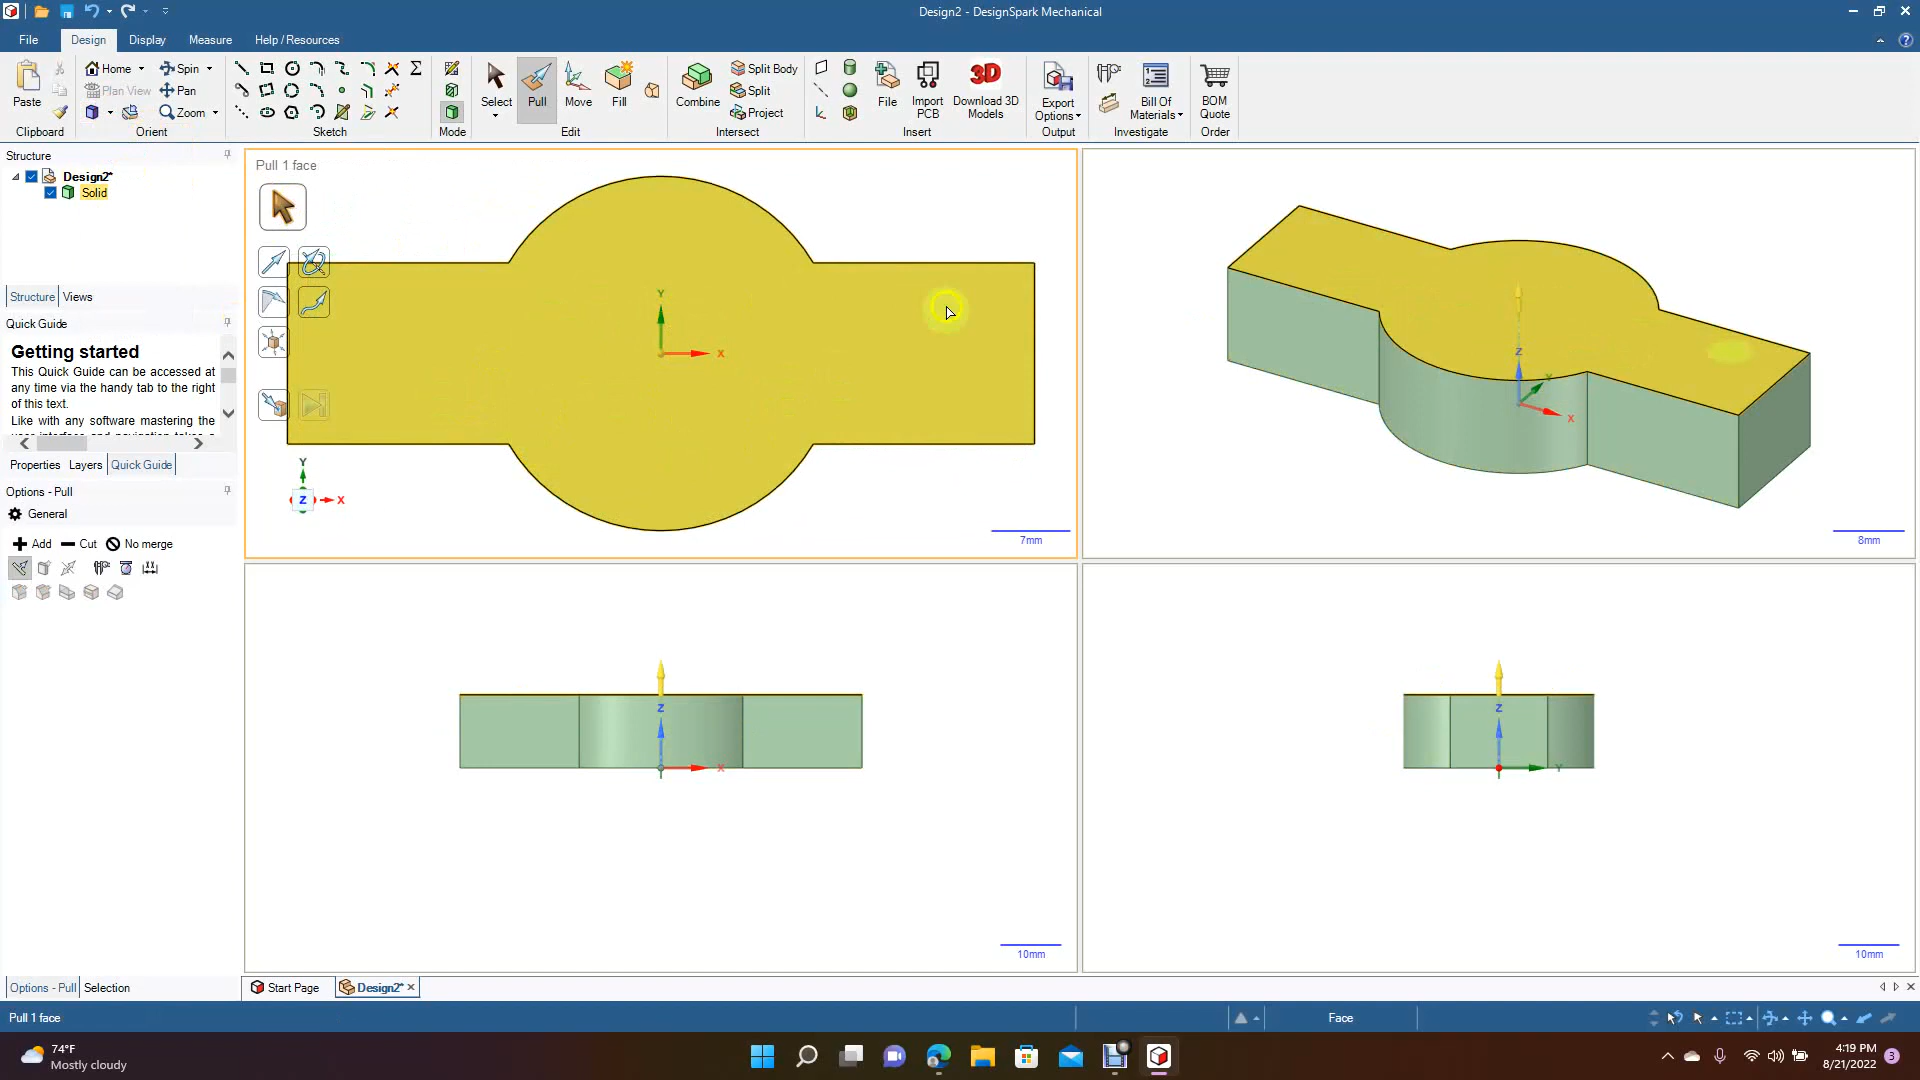 Design2 - DesignSpark Mechanical
File Design Display Measure Help / Resources
Paste
Home
Plan View
Spin
Pan
Zoom
Select
Pull
Move
Fill
Combine
Split Body
Split
Project
File
Import PCB
Download 3D Models
Export Options
Bill Of Materials
BOM Quote
Clipboard Orient Sketch Mode Edit Intersect Insert Output Investigate Order
Structure
Design2*
Solid
Structure Views
Quick Guide
Getting started
This Quick Guide can be accessed at
any time via the handy tab to the right
of this text.
Like with any software mastering the
Properties Layers Quick Guide
Options - Pull
General
Add Cut No merge
Options - Pull Selection
Pull 1 face
Y
X
Y
Z X
7mm
Z
Y
X
8mm
Z
X
10mm
Z
Y
10mm
Start Page Design2*
Pull 1 face
Face
74°F
Mostly cloudy
4:19 PM
8/21/2022
3